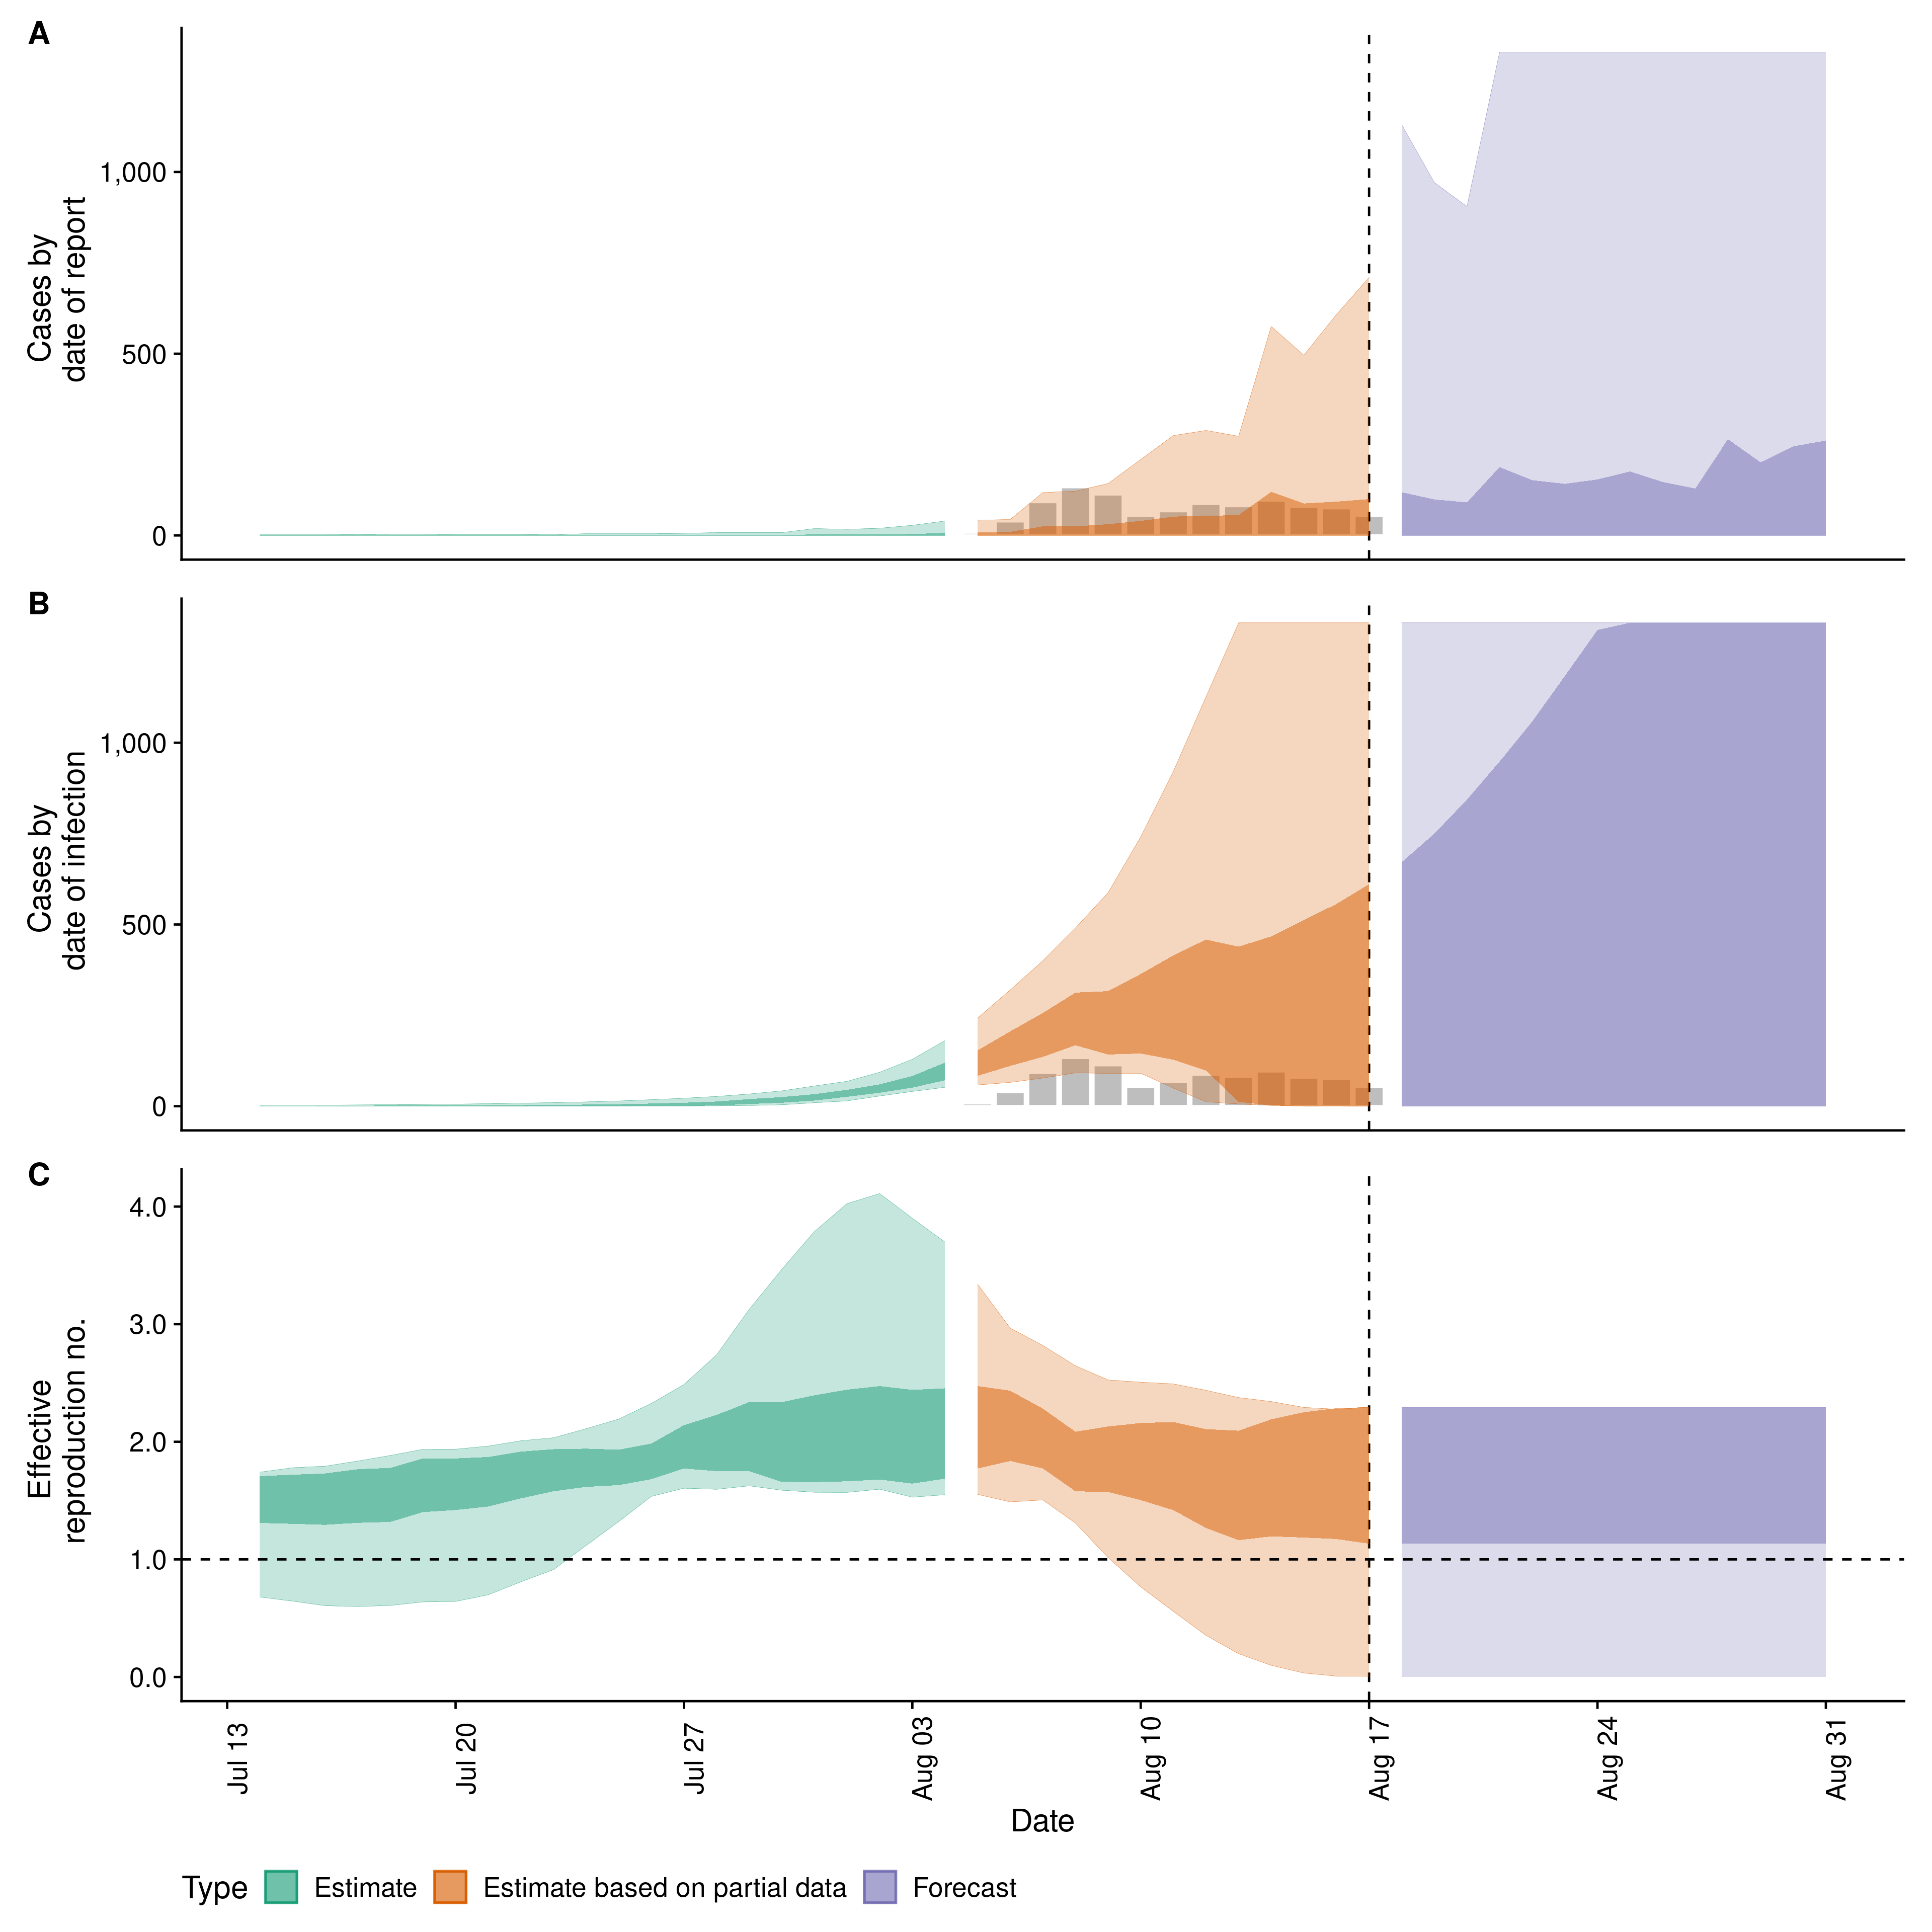 A
Cases by
date of report
1,000
500
0
B
Cases by
date of infection
1,000
500
0
C
Effective
reproduction no.
4.0
3.0
2.0
1.0
0.0
Jul 13
Jul 20
Jul 27
Aug 03
Aug 10
Aug 17
Aug 24
Aug 31
Date
Type Estimate Estimate based on partial data Forecast